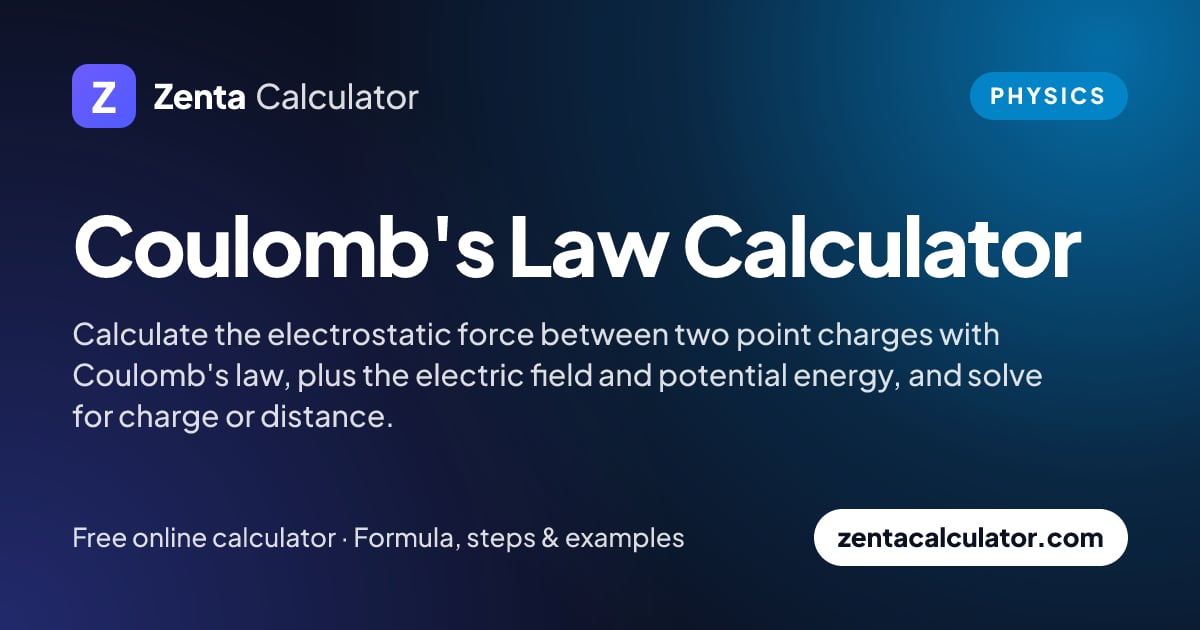 Z Zenta Calculator
PHYSICS
Coulomb's Law Calculator
Calculate the electrostatic force between two point charges with
Coulomb's law, plus the electric field and potential energy, and solve
for charge or distance.
Free online calculator · Formula, steps & examples
zentacalculator.com